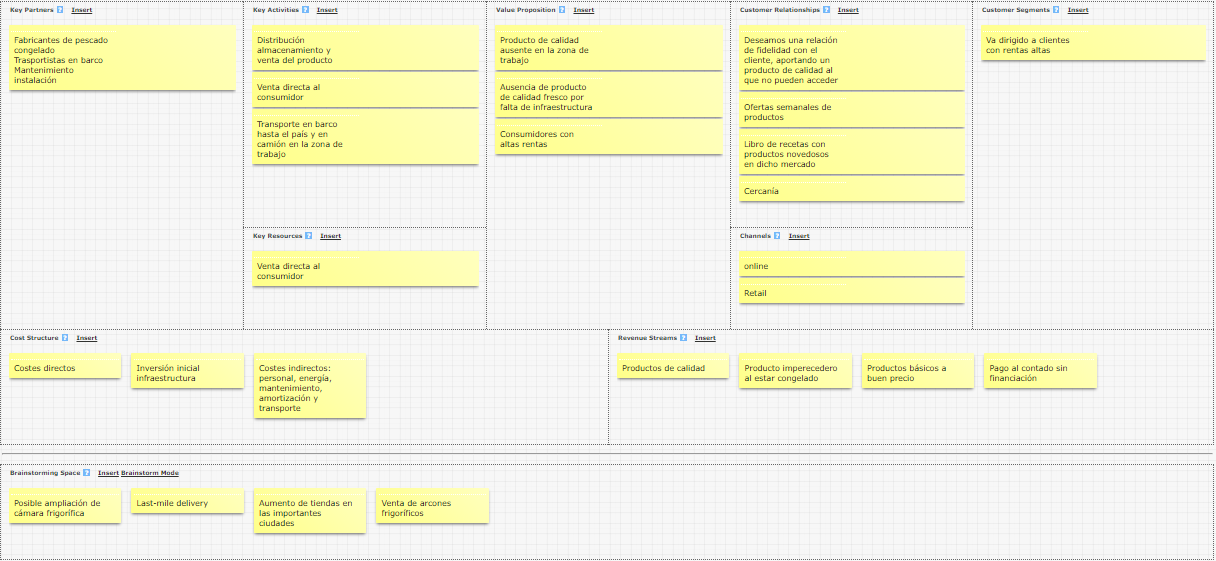 Key Partners ? Insert
Fabricantes de pescado
congelado
Trasportistas en barco
Mantenimiento
instalación
Key Activities ? Insert
Distribución
almacenamiento y
venta del producto
Venta directa al
consumidor
Transporte en barco
hasta el país y en
camión en la zona de
trabajo
Key Resources ? Insert
Venta directa al
consumidor
Value Proposition ? Insert
Producto de calidad
ausente en la zona de
trabajo
Ausencia de producto
de calidad fresco por
falta de infraestructura
Consumidores con
altas rentas
Customer Relationships ? Insert
Deseamos una relación
de fidelidad con el
cliente, aportando un
producto de calidad al
que no pueden acceder
Ofertas semanales de
productos
Libro de recetas con
productos novedosos
en dicho mercado
Cercanía
Channels ? Insert
online
Retail
Customer Segments ? Insert
Va dirigido a clientes
con rentas altas
Cost Structure ? Insert
Costes directos
Inversión inicial
infraestructura
Costes indirectos:
personal, energía,
mantenimiento,
amortización y
transporte
Revenue Streams ? Insert
Productos de calidad
Producto imperecedero
al estar congelado
Productos básicos a
buen precio
Pago al contado sin
financiación
Brainstorming Space ? Insert Brainstorm Mode
Posible ampliación de
cámara frigorífica
Last-mile delivery
Aumento de tiendas en
las importantes
ciudades
Venta de arcones
frigoríficos